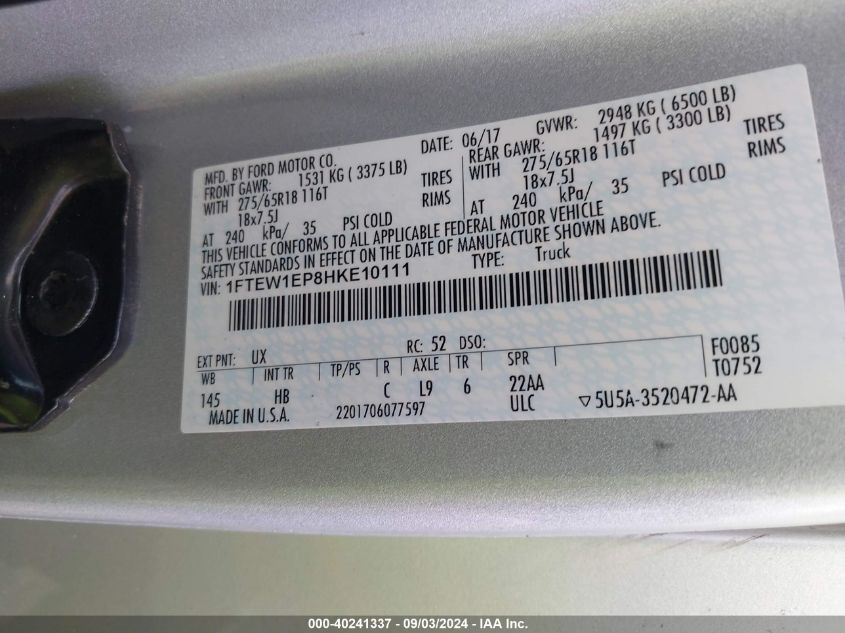 MFD. BY FORD MOTOR CO. DATE: 06/17 GVWR: 2948 KG ( 6500 LB)
FRONT GAWR: 1531 KG ( 3375 LB) REAR GAWR: 1497 KG ( 3300 LB)
WITH 275/65R18 116T TIRES WITH 275/65R18 116T TIRES
18x7.5J RIMS 18x7.5J RIMS
AT 240 kPa/ 35 PSI COLD AT 240 kPa/ 35 PSI COLD
THIS VEHICLE CONFORMS TO ALL APPLICABLE FEDERAL MOTOR VEHICLE
SAFETY STANDARDS IN EFFECT ON THE DATE OF MANUFACTURE SHOWN ABOVE.
VIN: 1FTEW1EP8HKE10111 TYPE: Truck
EXT PNT: UX RC: 52 DSO: F0085
WB INT TR TP/PS R AXLE TR SPR T0752
145 HB C L9 6 22AA
MADE IN U.S.A. 2201706077597 ULC ▽5U5A-3520472-AA
000-40241337 - 09/03/2024 - IAA Inc.